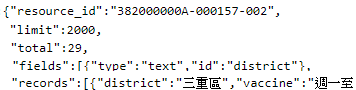 {"resource_id":"382000000A-000157-002",
"limit":2000,
"total":29,
"fields":[{"type":"text","id":"district"},
"records":[{"district":"三重區","vaccine":"週一至